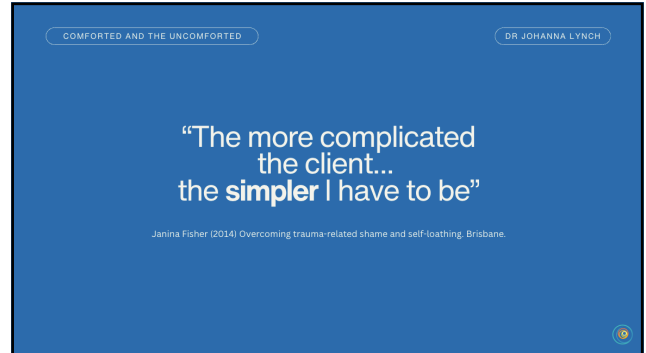 COMFORTED AND THE UNCOMFORTED
DR JOHANNA LYNCH
“The more complicated
the client...
the simpler I have to be”
Janina Fisher (2014) Overcoming trauma-related shame and self-loathing. Brisbane.